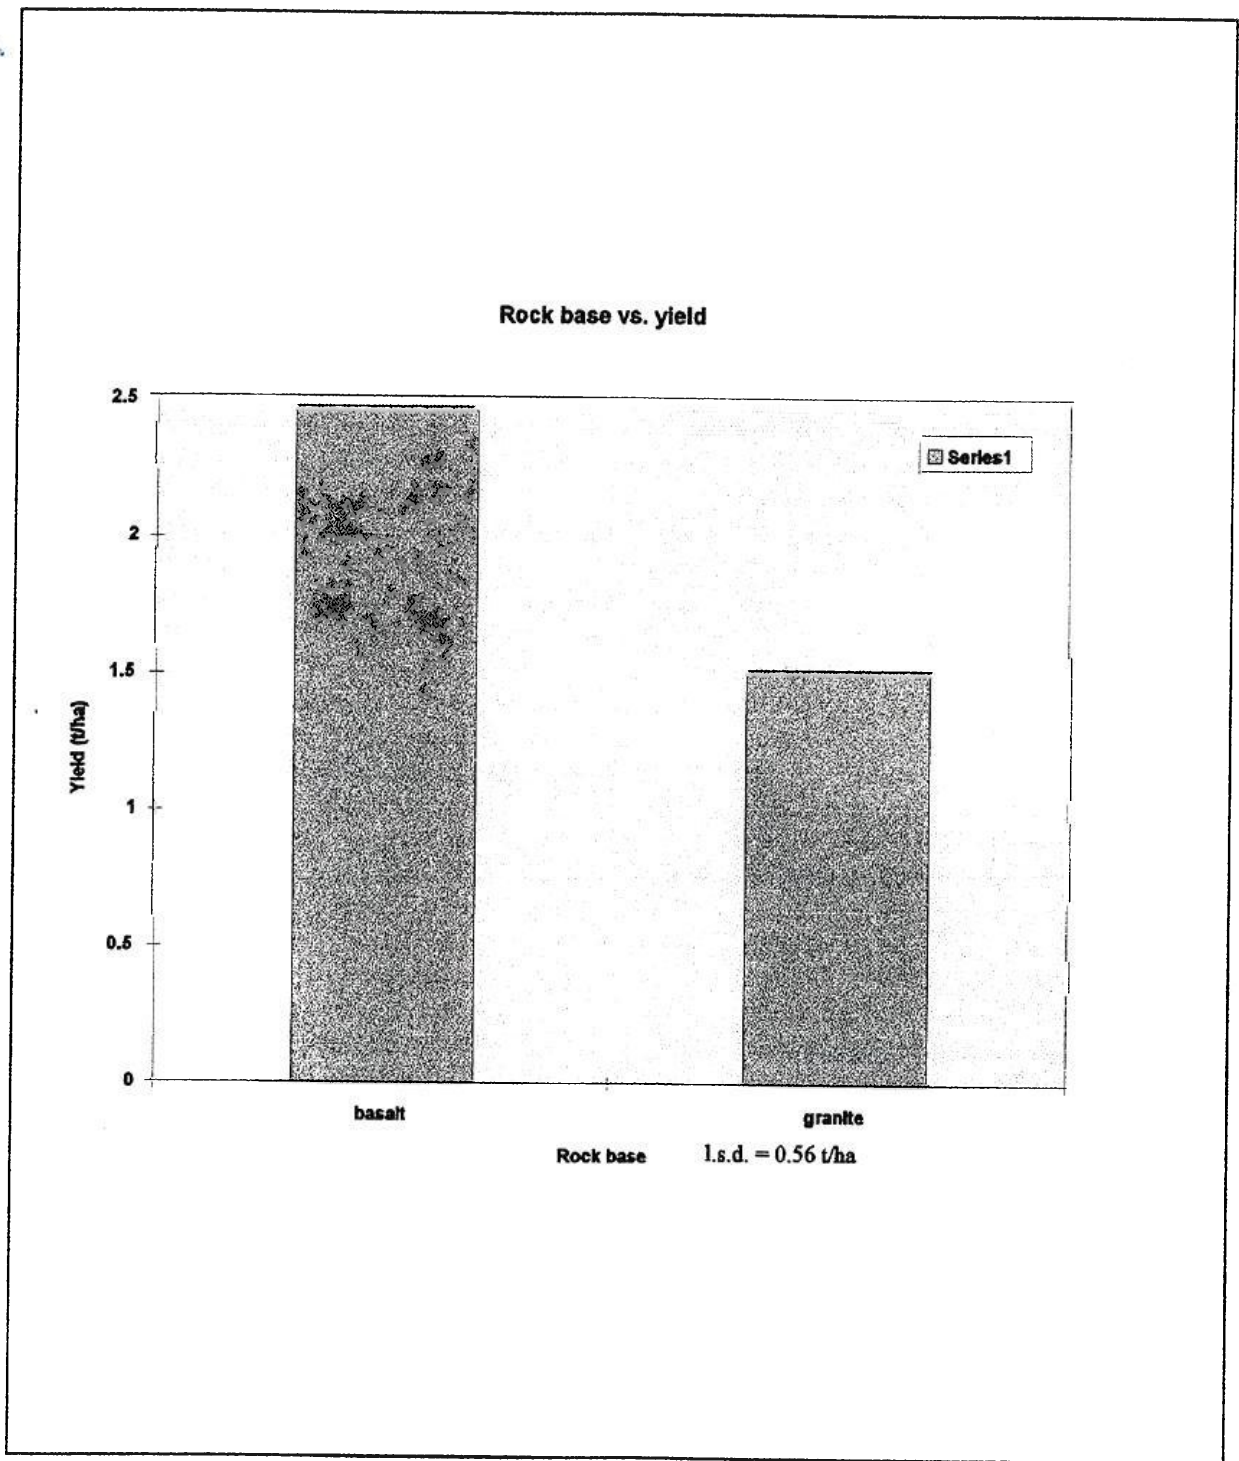 Rock base vs. yield
2.5
Series1
2
1.5
Yield (t/ha)
1
0.5
0
basalt
granite
Rock base l.s.d. = 0.56 t/ha